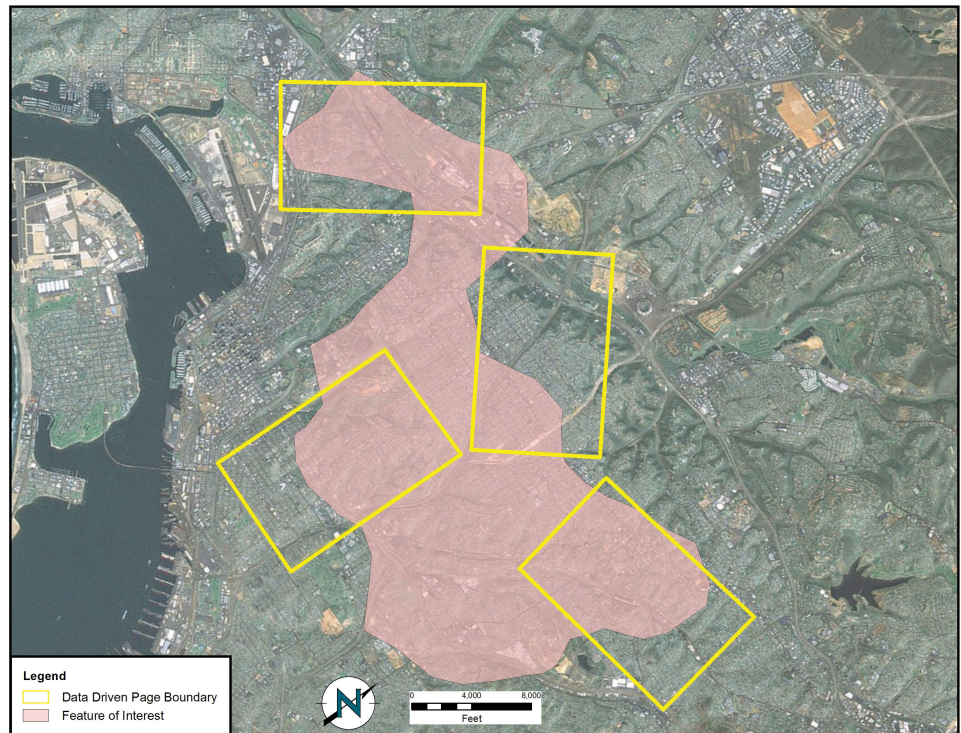 Legend
Data Driven Page Boundary
Feature of Interest
N
0 4,000 8,000
Feet